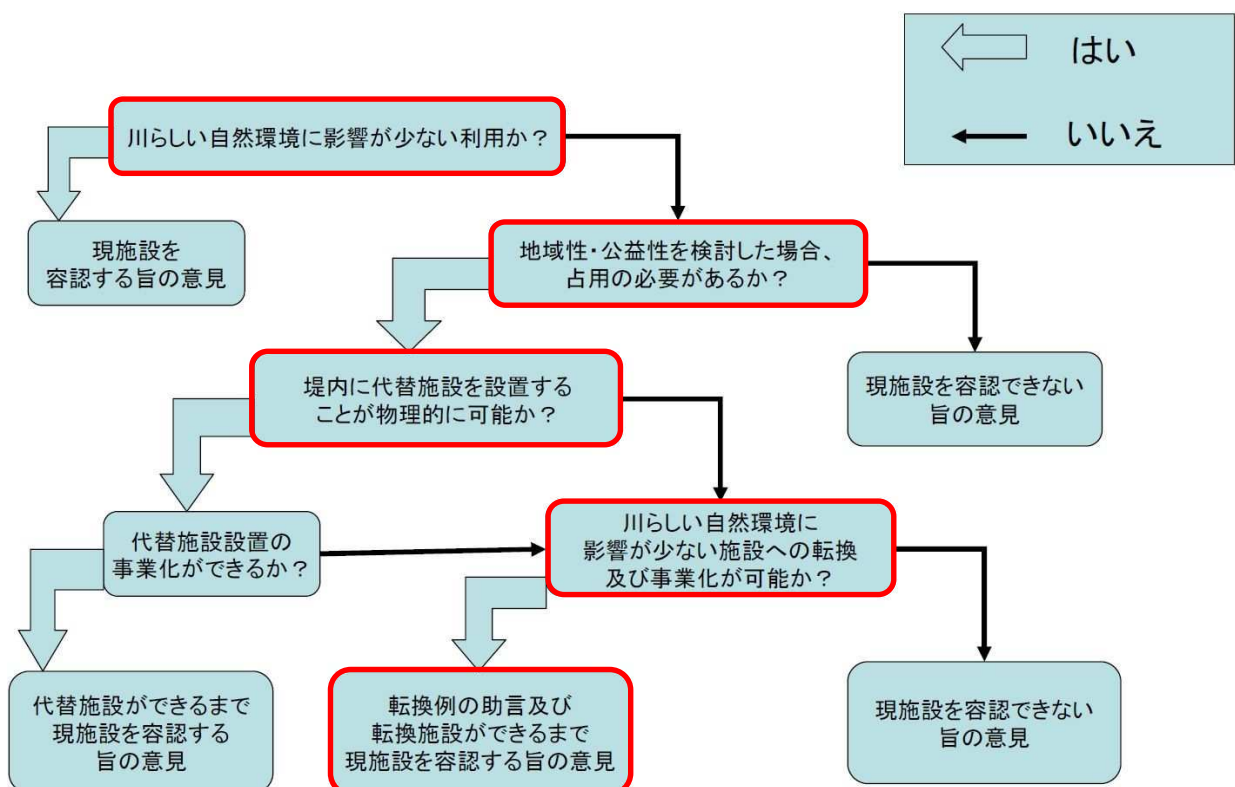 はい
いいえ
川らしい自然環境に影響が少ない利用か？
現施設を
容認する旨の意見
地域性・公益性を検討した場合、
占用の必要があるか？
堤内に代替施設を設置する
ことが物理的に可能か？
現施設を容認できない
旨の意見
代替施設設置の
事業化ができるか？
川らしい自然環境に
影響が少ない施設への転換
及び事業化が可能か？
代替施設ができるまで
現施設を容認する
旨の意見
転換例の助言及び
転換施設ができるまで
現施設を容認する旨の意見
現施設を容認できない
旨の意見